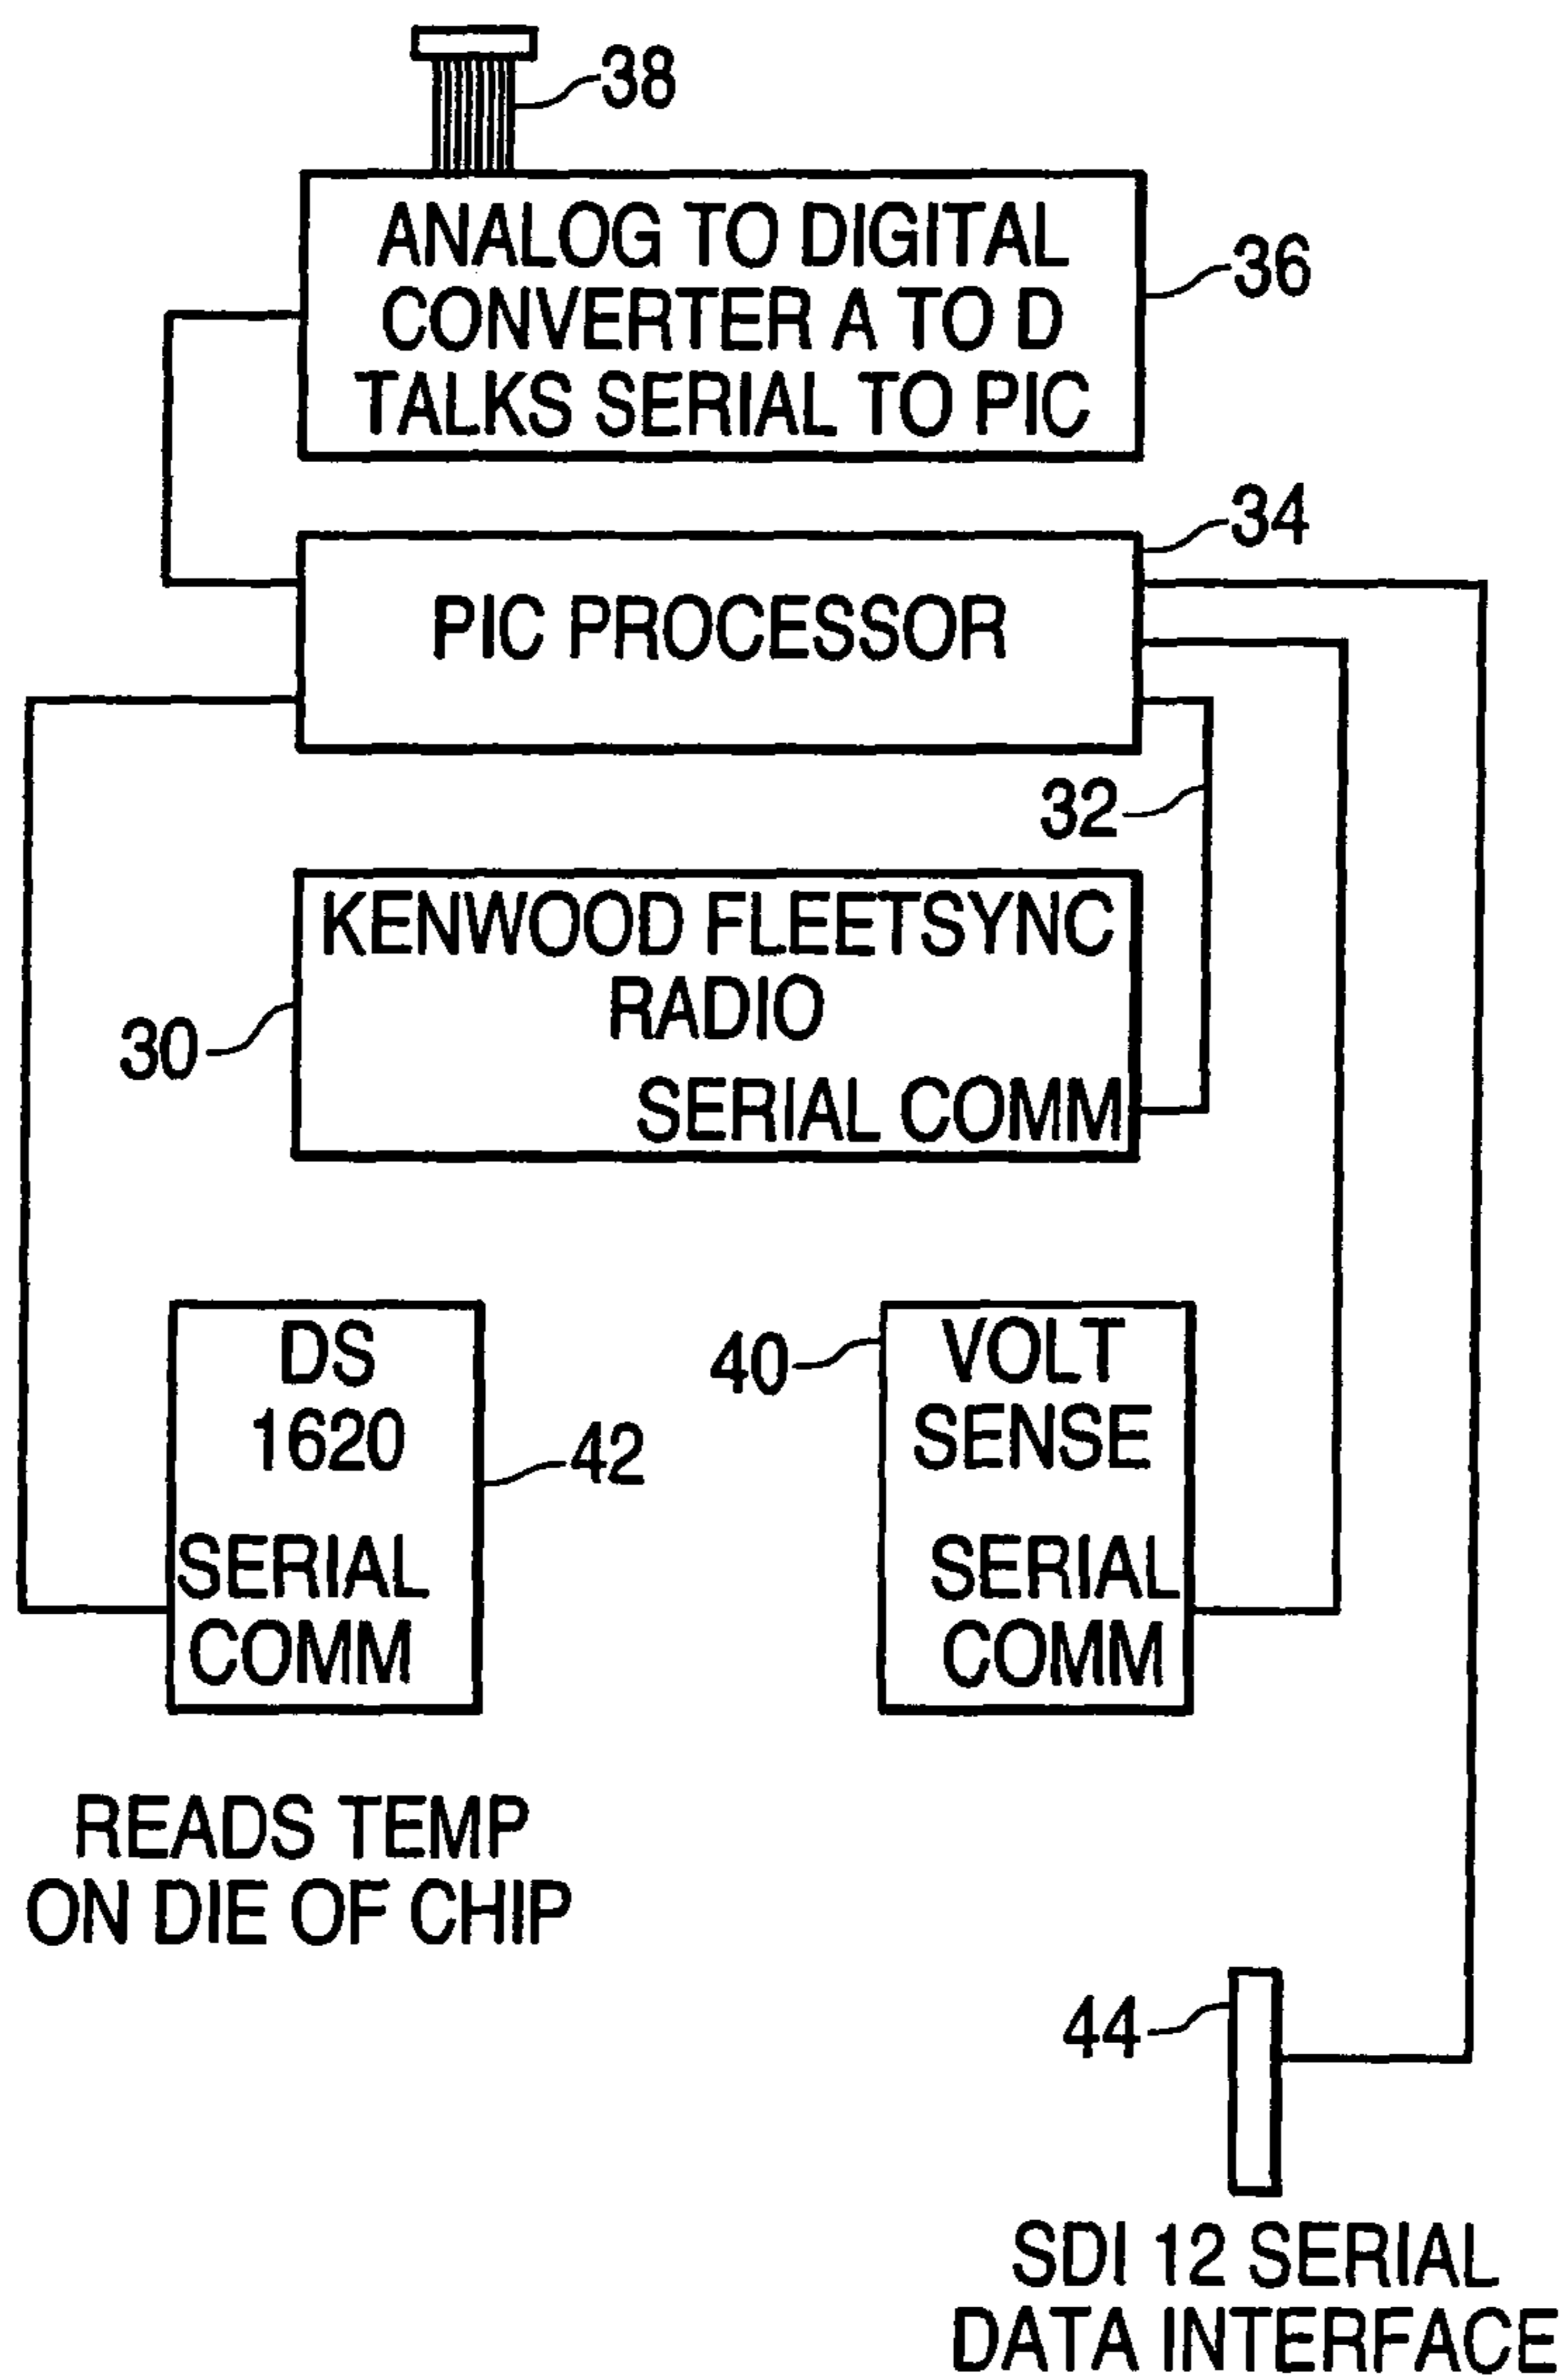 38
ANALOG TO DIGITAL
CONVERTER A TO D
TALKS SERIAL TO PIC
36
34
PIC PROCESSOR
32
KENWOOD FLEETSYNC
RADIO
SERIAL COMM
30
DS
1620
SERIAL
COMM
42
40
VOLT
SENSE
SERIAL
COMM
READS TEMP
ON DIE OF CHIP
44
SDI 12 SERIAL
DATA INTERFACE